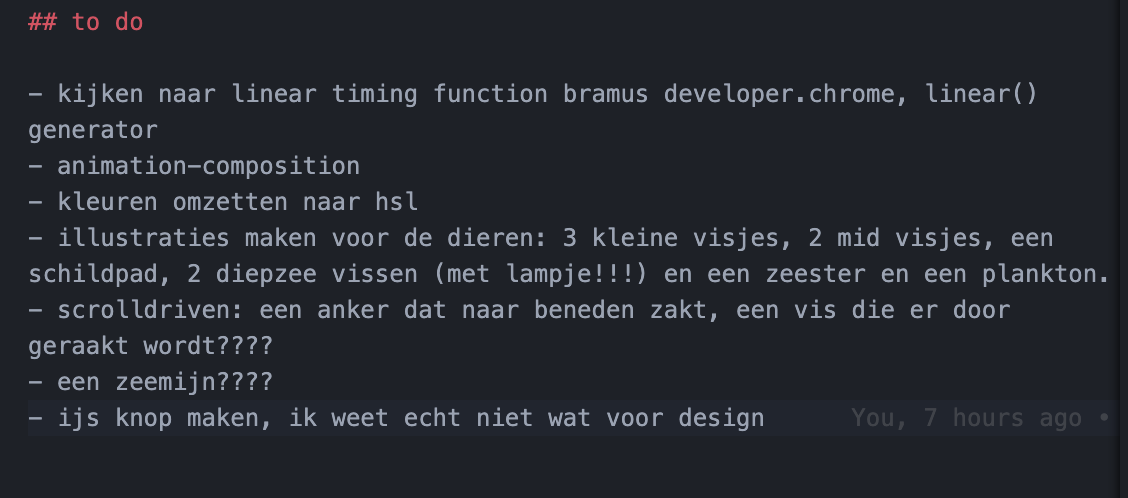 ## to do
- kijken naar linear timing function bramus developer.chrome, linear()
generator
- animation-composition
- kleuren omzetten naar hsl
- illustraties maken voor de dieren: 3 kleine visjes, 2 mid visjes, een
schildpad, 2 diepzee vissen (met lampje!!!) en een zeester en een plankton.
- scrolldriven: een anker dat naar beneden zakt, een vis die er door
geraakt wordt????
- een zeemijn????
- ijs knop maken, ik weet echt niet wat voor design You, 7 hours ago •